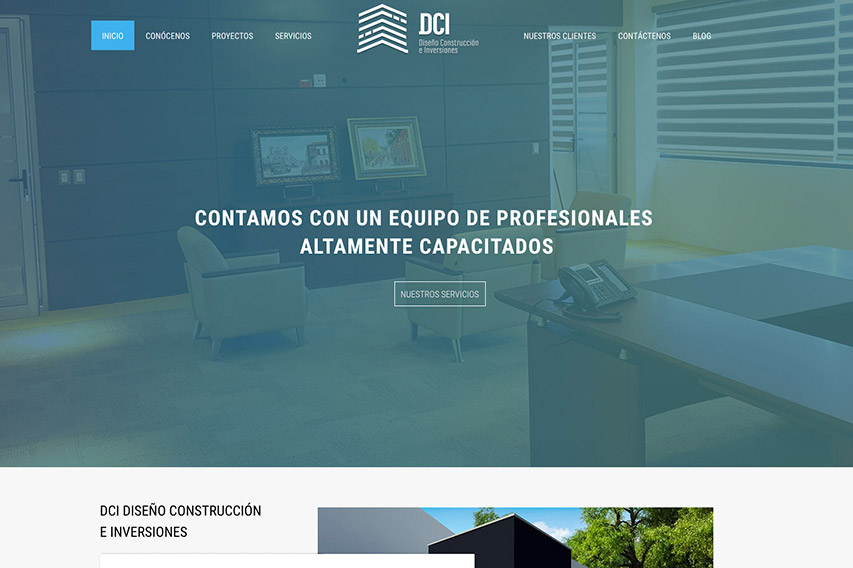 INICIO
CONÓCENOS
PROYECTOS
SERVICIOS
DCI
Diseño Construcción
e Inversiones
NUESTROS CLIENTES
CONTÁCTENOS
BLOG
CONTAMOS CON UN EQUIPO DE PROFESIONALES
ALTAMENTE CAPACITADOS
NUESTROS SERVICIOS
DCI DISEÑO CONSTRUCCIÓN
E INVERSIONES